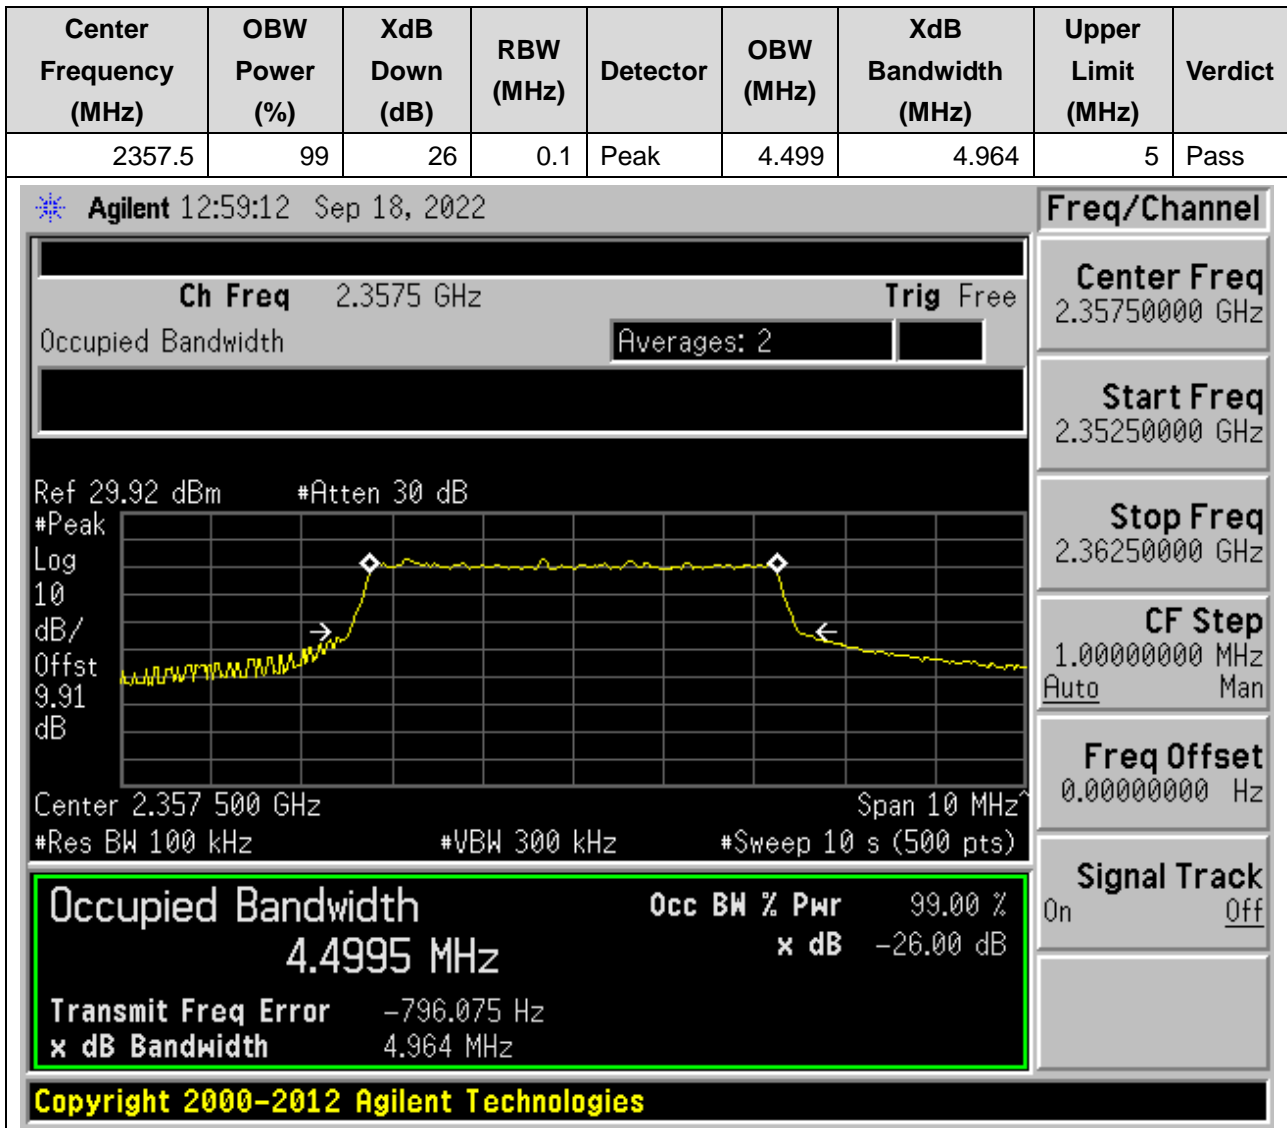 Center Frequency (MHz) OBW Power (%) XdB Down (dB) RBW (MHz) Detector OBW (MHz) XdB Bandwidth (MHz) Upper Limit (MHz) Verdict
2357.5 99 26 0.1 Peak 4.499 4.964 5 Pass
Agilent 12:59:12 Sep 18, 2022
Freq/Channel
Ch Freq 2.3575 GHz Trig Free
Occupied Bandwidth Averages: 2
Center Freq
2.35750000 GHz
Start Freq
2.35250000 GHz
Stop Freq
2.36250000 GHz
CF Step
1.00000000 MHz
Auto Man
Freq Offset
0.00000000 Hz
Signal Track
On Off
Ref 29.92 dBm #Atten 30 dB
#Peak
Log
10
dB/
Offst
9.91
dB
Center 2.357 500 GHz Span 10 MHz^
#Res BW 100 kHz #VBW 300 kHz #Sweep 10 s (500 pts)
Occupied Bandwidth Occ BW % Pwr 99.00 %
4.4995 MHz x dB -26.00 dB
Transmit Freq Error -796.075 Hz
x dB Bandwidth 4.964 MHz
Copyright 2000-2012 Agilent Technologies